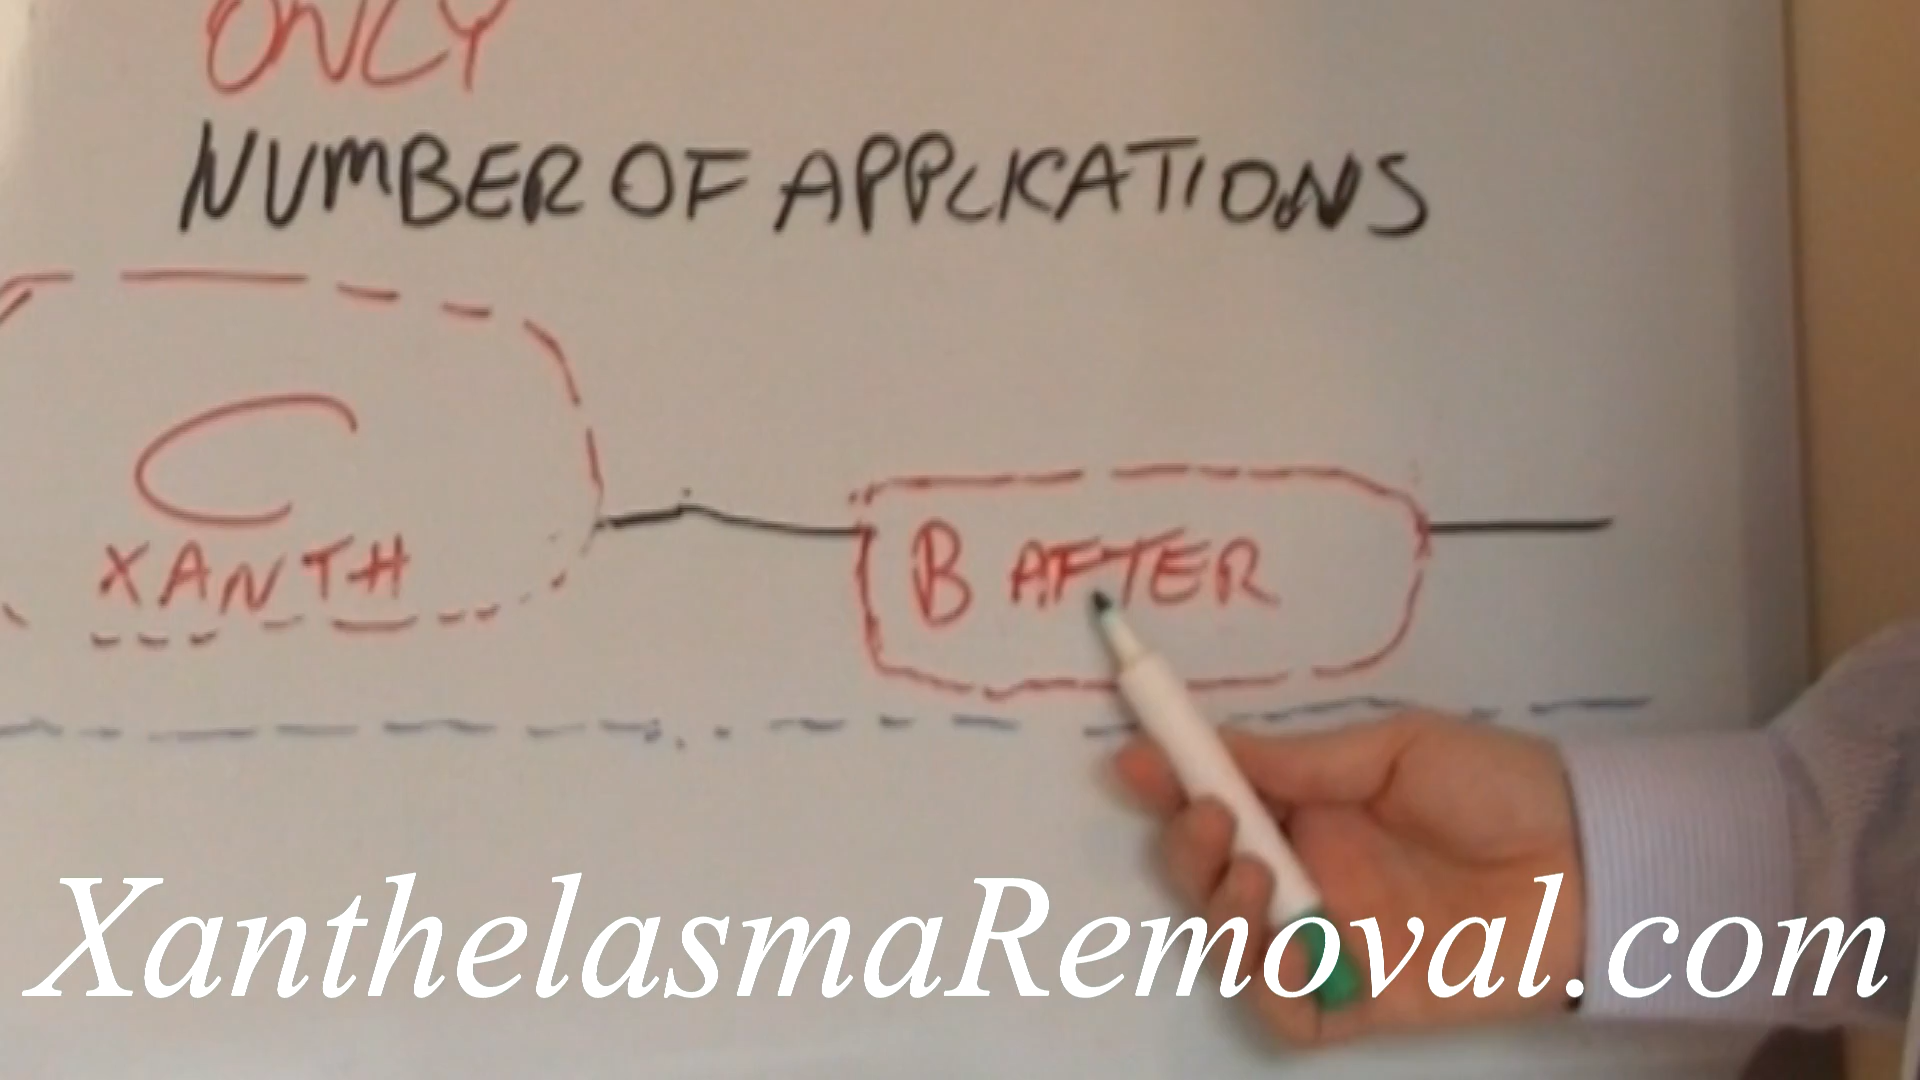 ONLY
NUMBER OF APPLICATIONS
C
XANTH
B AFTER
XanthelasmaRemoval.com